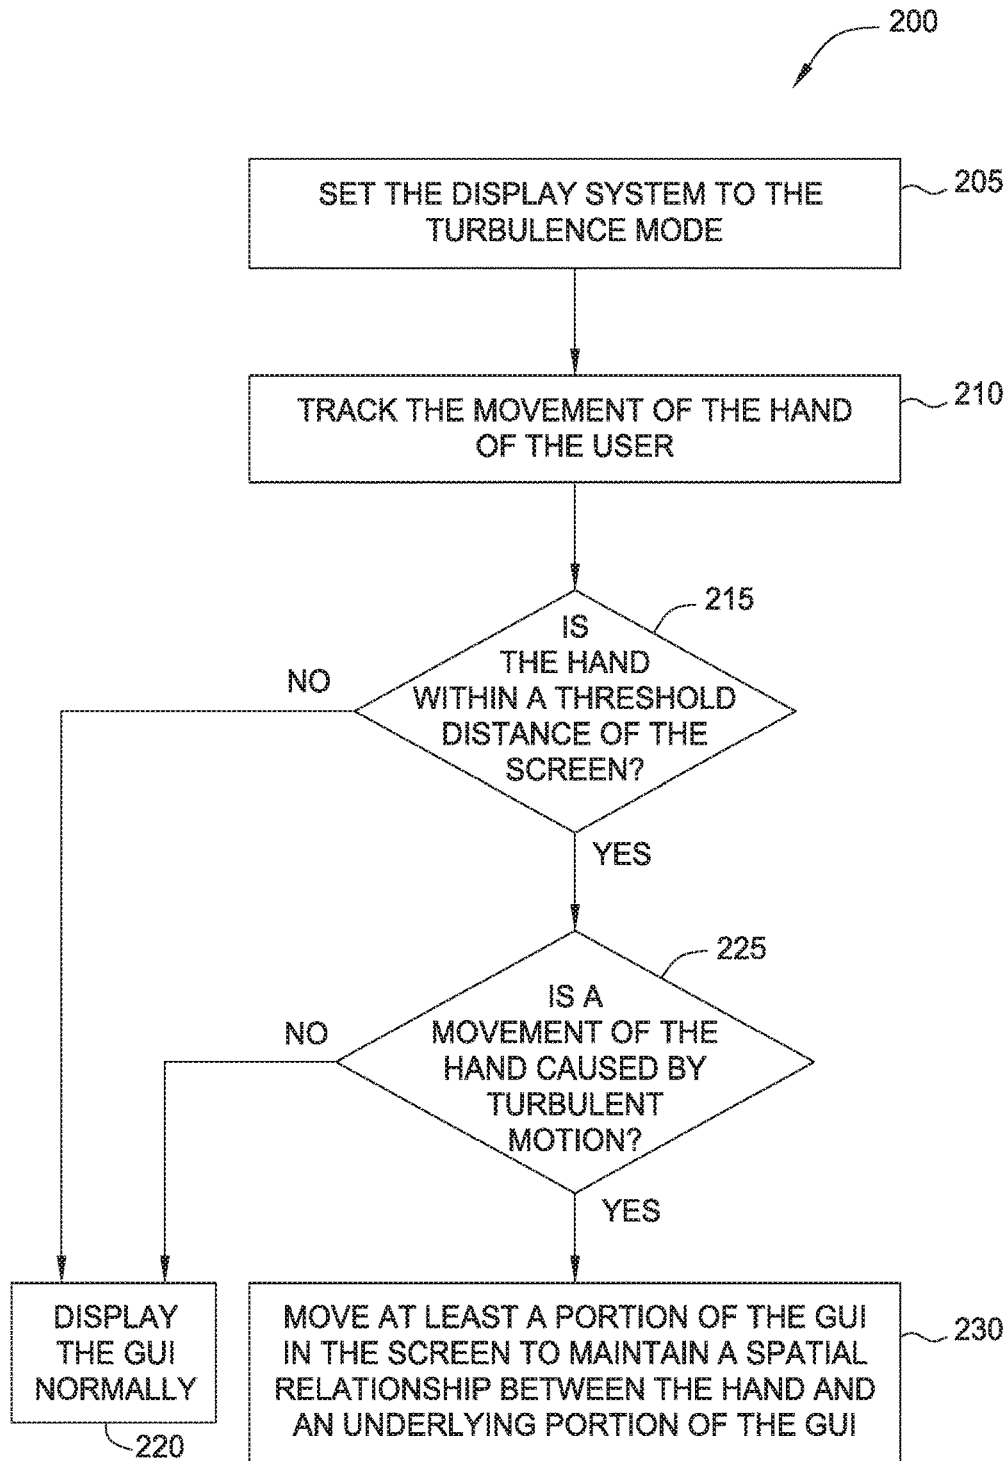 200
SET THE DISPLAY SYSTEM TO THE
TURBULENCE MODE
205
TRACK THE MOVEMENT OF THE HAND
OF THE USER
210
IS
THE HAND
WITHIN A THRESHOLD
DISTANCE OF THE
SCREEN?
215
NO
YES
IS A
MOVEMENT OF THE
HAND CAUSED BY
TURBULENT
MOTION?
225
NO
YES
DISPLAY
THE GUI
NORMALLY
220
MOVE AT LEAST A PORTION OF THE GUI
IN THE SCREEN TO MAINTAIN A SPATIAL
RELATIONSHIP BETWEEN THE HAND AND
AN UNDERLYING PORTION OF THE GUI
230